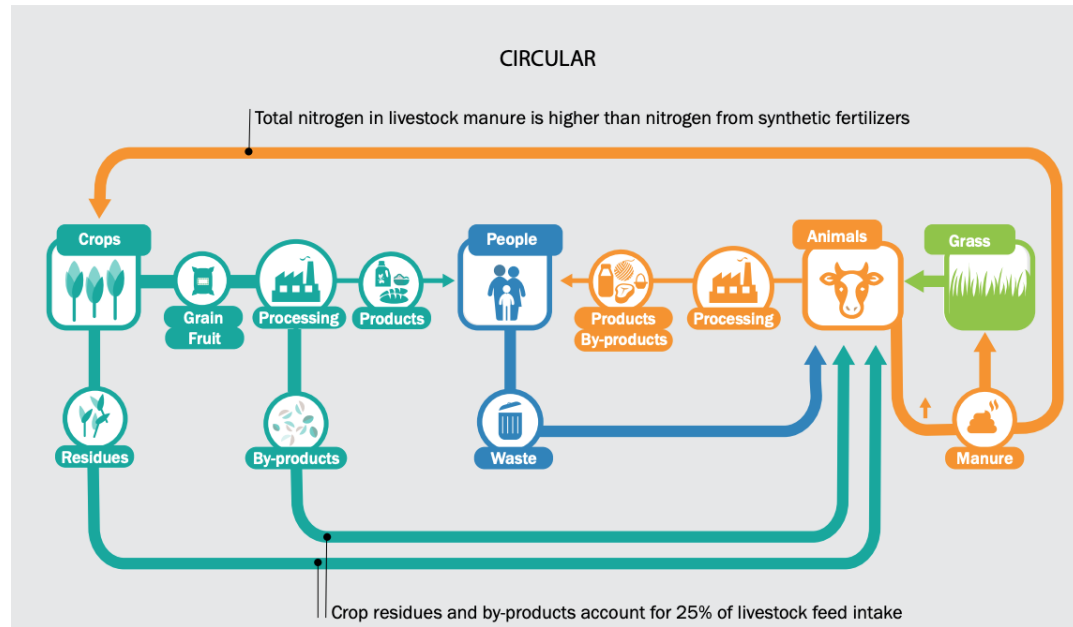 CIRCULAR
Total nitrogen in livestock manure is higher than nitrogen from synthetic fertilizers
Crops
People
Animals
Grass
Grain
Fruit
Processing
Products
Products
By-products
Processing
Residues
By-products
Waste
Manure
Crop residues and by-products account for 25% of livestock feed intake